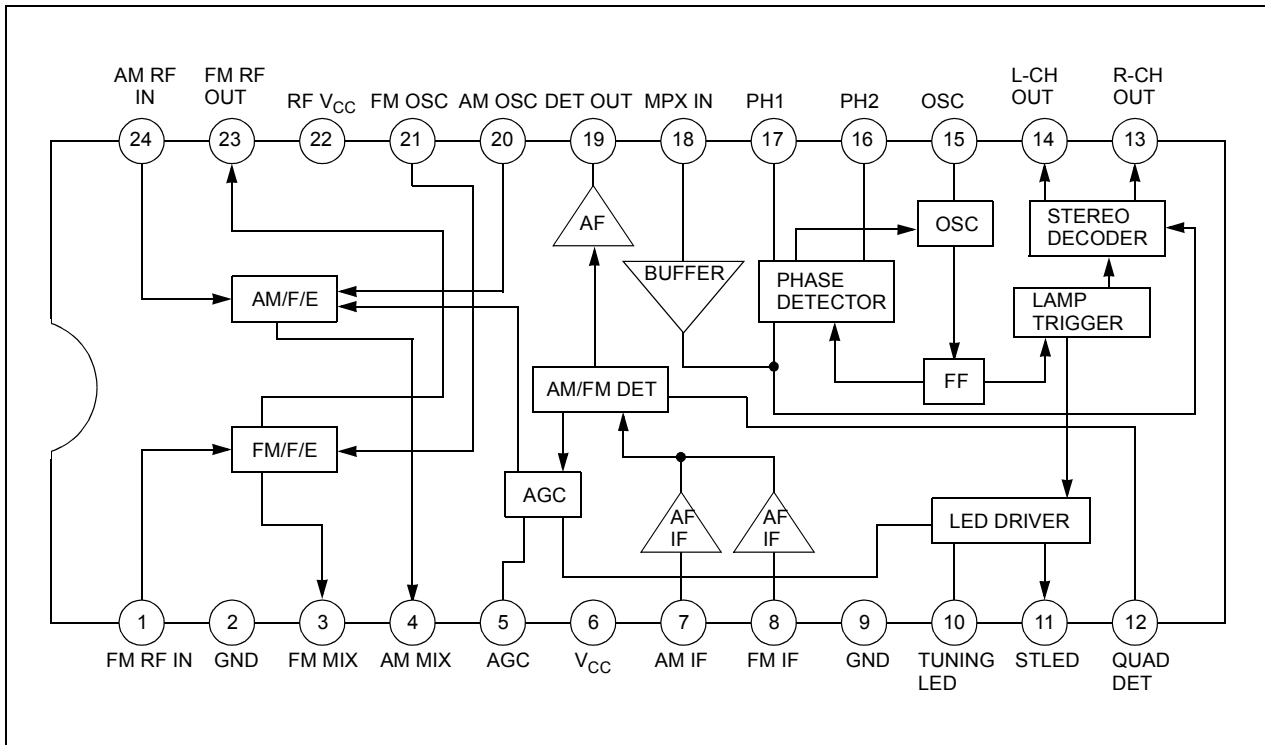 AM RF
IN
FM RF
OUT
RF VCC
FM OSC
AM OSC
DET OUT
MPX IN
PH1
PH2
OSC
L-CH
OUT
R-CH
OUT
24
23
22
21
20
19
18
17
16
15
14
13
AF
OSC
STEREO
DECODER
BUFFER
PHASE
DETECTOR
AM/F/E
LAMP
TRIGGER
FF
AM/FM DET
FM/F/E
AGC
AF
IF
AF
IF
LED DRIVER
1
2
3
4
5
6
7
8
9
10
11
12
FM RF IN
GND
FM MIX
AM MIX
AGC
VCC
AM IF
FM IF
GND
TUNING
LED
STLED
QUAD
DET